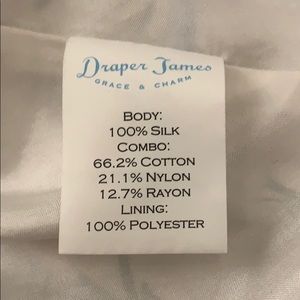 Draper James
GRACE & CHARM
BODY:
100% SILK
COMBO:
66.2% COTTON
21.1% NYLON
12.7% RAYON
LINING:
100% POLYESTER